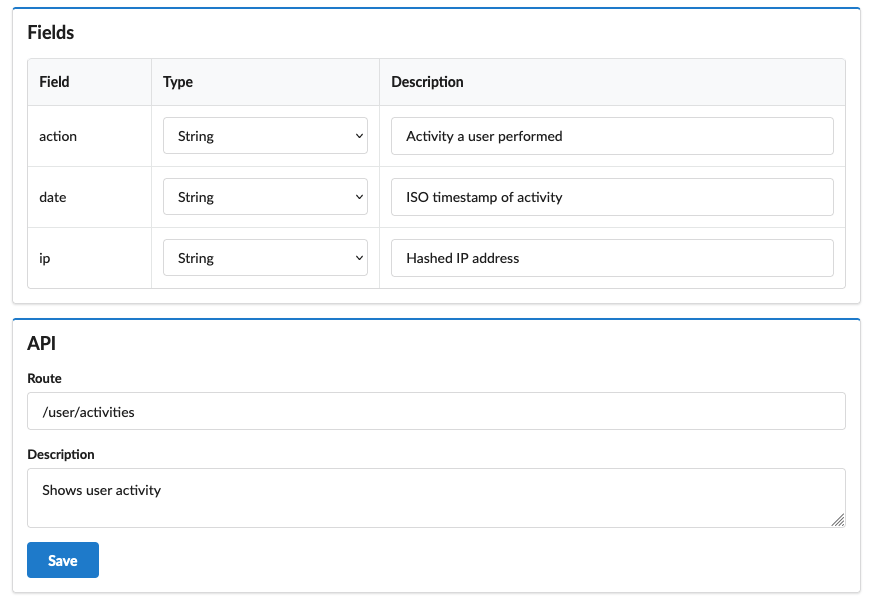 Fields
Field Type Description
action String Activity a user performed
date String ISO timestamp of activity
ip String Hashed IP address
API
Route
/user/activities
Description
Shows user activity
Save